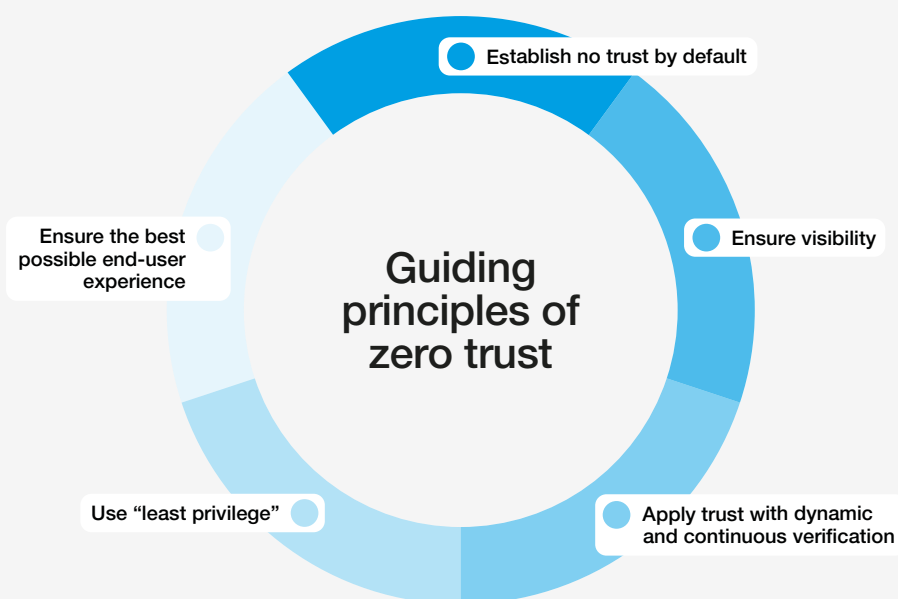 Establish no trust by default
Ensure visibility
Ensure the best
possible end-user
experience
Guiding
principles of
zero trust
Use “least privilege”
Apply trust with dynamic
and continuous verification